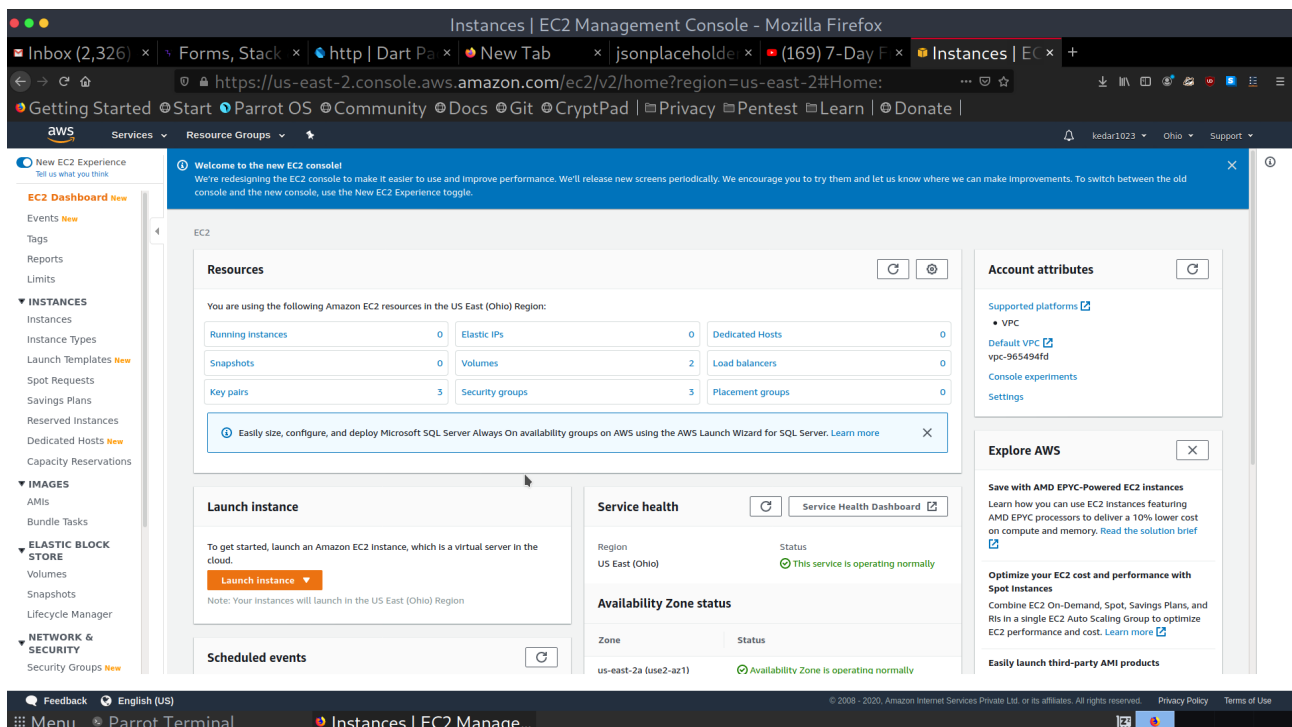 Instances | EC2 Management Console - Mozilla Firefox
Inbox (2,326) × Forms, Stack × http | Dart Pa × New Tab × jsonplaceholder × (169) 7-Day F × Instances | EC × +
https://us-east-2.console.aws.amazon.com/ec2/v2/home?region=us-east-2#Home:
Getting Started Start Parrot OS Community Docs Git CryptPad | Privacy Pentest Learn | Donate |
aws Services Resource Groups kedar1023 Ohio Support
New EC2 Experience
Tell us what you think
EC2 Dashboard New
Events New
Tags
Reports
Limits
INSTANCES
Instances
Instance Types
Launch Templates New
Spot Requests
Savings Plans
Reserved Instances
Dedicated Hosts New
Capacity Reservations
IMAGES
AMIs
Bundle Tasks
ELASTIC BLOCK
STORE
Volumes
Snapshots
Lifecycle Manager
NETWORK &
SECURITY
Security Groups New
Welcome to the new EC2 console!
We're redesigning the EC2 console to make it easier to use and improve performance. We'll release new screens periodically. We encourage you to try them and let us know where we can make improvements. To switch between the old
console and the new console, use the New EC2 Experience toggle.
EC2
Resources
You are using the following Amazon EC2 resources in the US East (Ohio) Region:
Running instances 0 Elastic IPs 0 Dedicated Hosts 0
Snapshots 0 Volumes 2 Load balancers 0
Key pairs 3 Security groups 3 Placement groups 0
Easily size, configure, and deploy Microsoft SQL Server Always On availability groups on AWS using the AWS Launch Wizard for SQL Server. Learn more
Launch instance
To get started, launch an Amazon EC2 instance, which is a virtual server in the
cloud.
Launch instance
Note: Your instances will launch in the US East (Ohio) Region
Scheduled events
Service health
Service Health Dashboard
Region Status
US East (Ohio) This service is operating normally
Availability Zone status
Zone Status
us-east-2a (use2-az1) Availability Zone is operating normally
Account attributes
Supported platforms
• VPC
Default VPC
vpc-965494fd
Console experiments
Settings
Explore AWS
Save with AMD EPYC-Powered EC2 instances
Learn how you can use EC2 Instances featuring
AMD EPYC processors to deliver a 10% lower cost
on compute and memory. Read the solution brief
Optimize your EC2 cost and performance with
Spot Instances
Combine EC2 On-Demand, Spot, Savings Plans, and
RIs in a single EC2 Auto Scaling Group to optimize
EC2 performance and cost. Learn more
Easily launch third-party AMI products
Feedback English (US) © 2008 - 2020, Amazon Internet Services Private Ltd. or its affiliates. All rights reserved. Privacy Policy Terms of Use
Menu Parrot Terminal Instances | EC2 Manage...